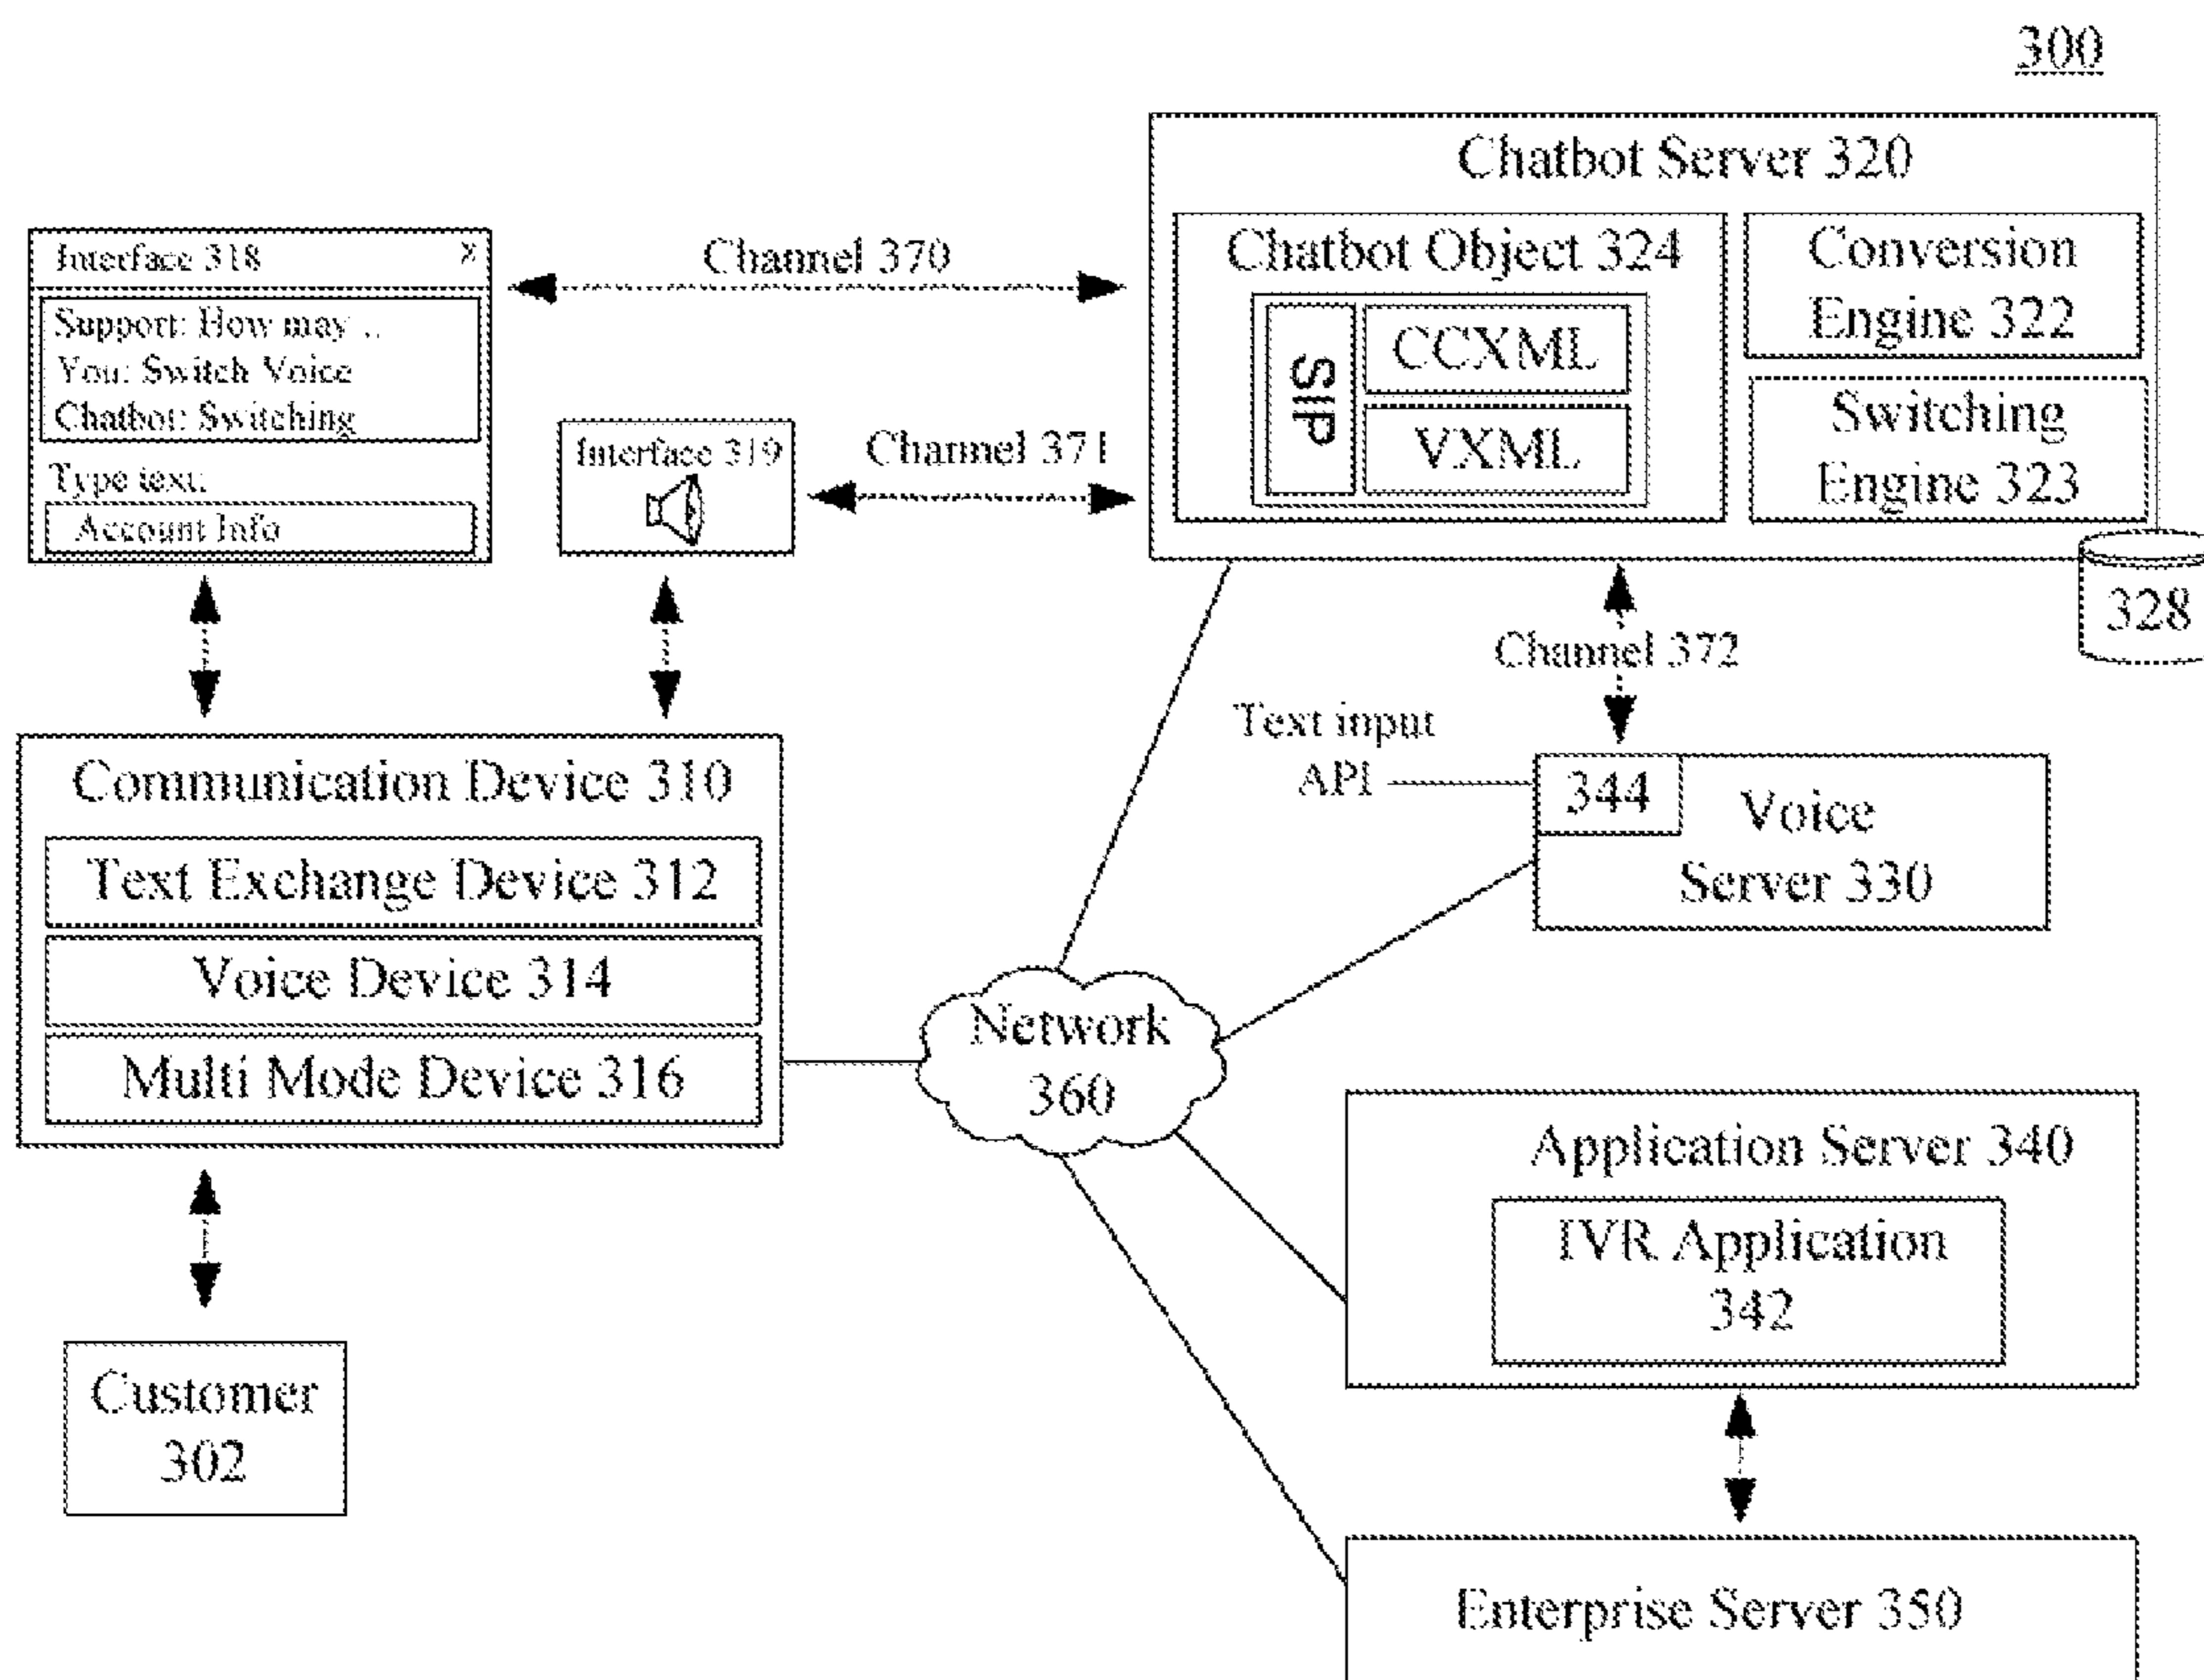 300
Chatbot Server 320
Interface 318
X
Support: How may ..
You: Switch Voice
Chatbot: Switching
Type text:
Account Info
Channel 370
Interface 319
Channel 371
Chatbot Object 324
SIP
CCXML
VXML
Conversion
Engine 322
Switching
Engine 323
328
Channel 372
Text input
API
344
Voice
Server 330
Communication Device 310
Text Exchange Device 312
Voice Device 314
Multi Mode Device 316
Network
360
Application Server 340
IVR Application
342
Customer
302
Enterprise Server 350